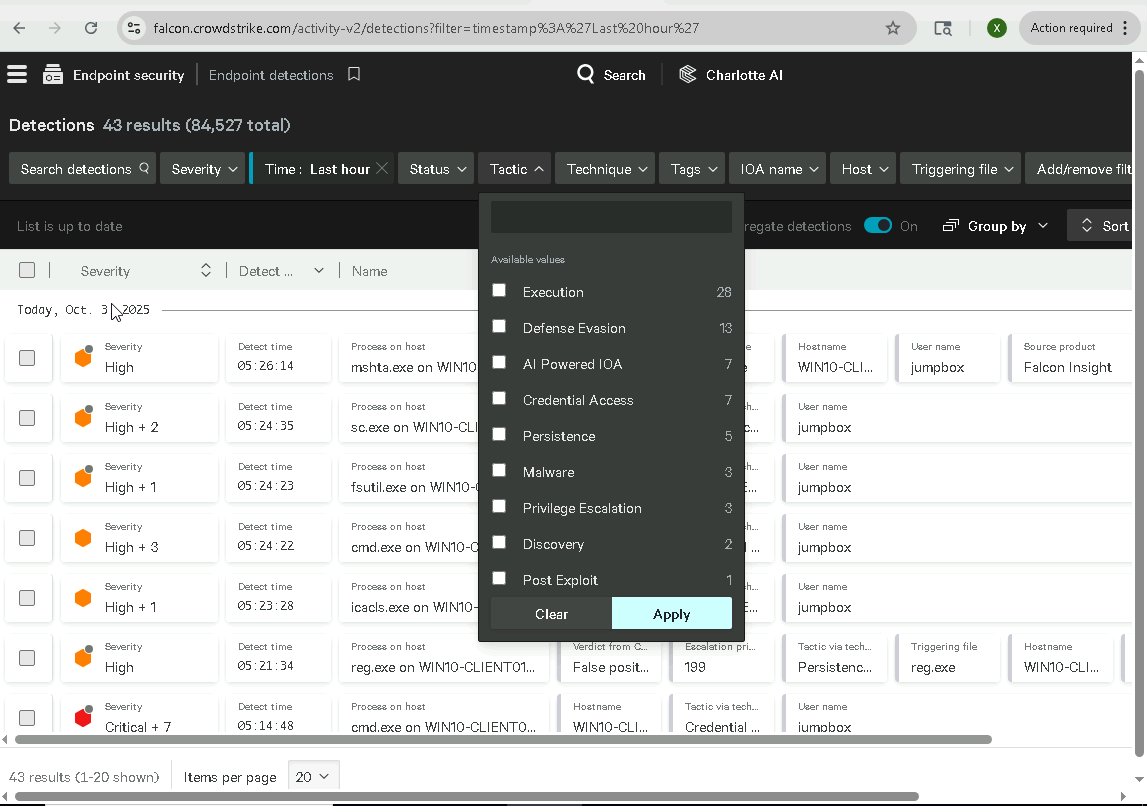 falcon.crowdstrike.com/activity-v2/detections?filter=timestamp%3A%27Last%20hour%27
X
Action required
Endpoint security
Endpoint detections
Search
Charlotte AI
Detections 43 results (84,527 total)
Search detections
Severity
Time : Last hour
Status
Tactic
Technique
Tags
IOA name
Host
Triggering file
Add/remove filt
List is up to date
regate detections
On
Group by
Sort
Severity
Detect ...
Name
Available values
Execution 28
Defense Evasion 13
AI Powered IOA 7
Credential Access 7
Persistence 5
Malware 3
Privilege Escalation 3
Discovery 2
Post Exploit 1
Clear
Apply
Today, Oct. 3, 2025
Severity
High
Detect time
05:26:14
Process on host
mshta.exe on WIN10
Hostname
WIN10-CLI...
User name
jumpbox
Source product
Falcon Insight
Severity
High + 2
Detect time
05:24:35
Process on host
sc.exe on WIN10-CLI
User name
jumpbox
Severity
High + 1
Detect time
05:24:23
Process on host
fsutil.exe on WIN10-C
User name
jumpbox
Severity
High + 3
Detect time
05:24:22
Process on host
cmd.exe on WIN10-C
User name
jumpbox
Severity
High + 1
Detect time
05:23:28
Process on host
icacls.exe on WIN10-
User name
jumpbox
Severity
High
Detect time
05:21:34
Process on host
reg.exe on WIN10-CLIENT01...
Verdict from C...
False posit...
Escalation pri...
199
Tactic via tech...
Persistenc...
Triggering file
reg.exe
Hostname
WIN10-CLI...
Severity
Critical + 7
Detect time
05:14:48
Process on host
cmd.exe on WIN10-CLIENT0...
Hostname
WIN10-CLI...
Tactic via tech...
Credential ...
User name
jumpbox
43 results (1-20 shown)
Items per page
20